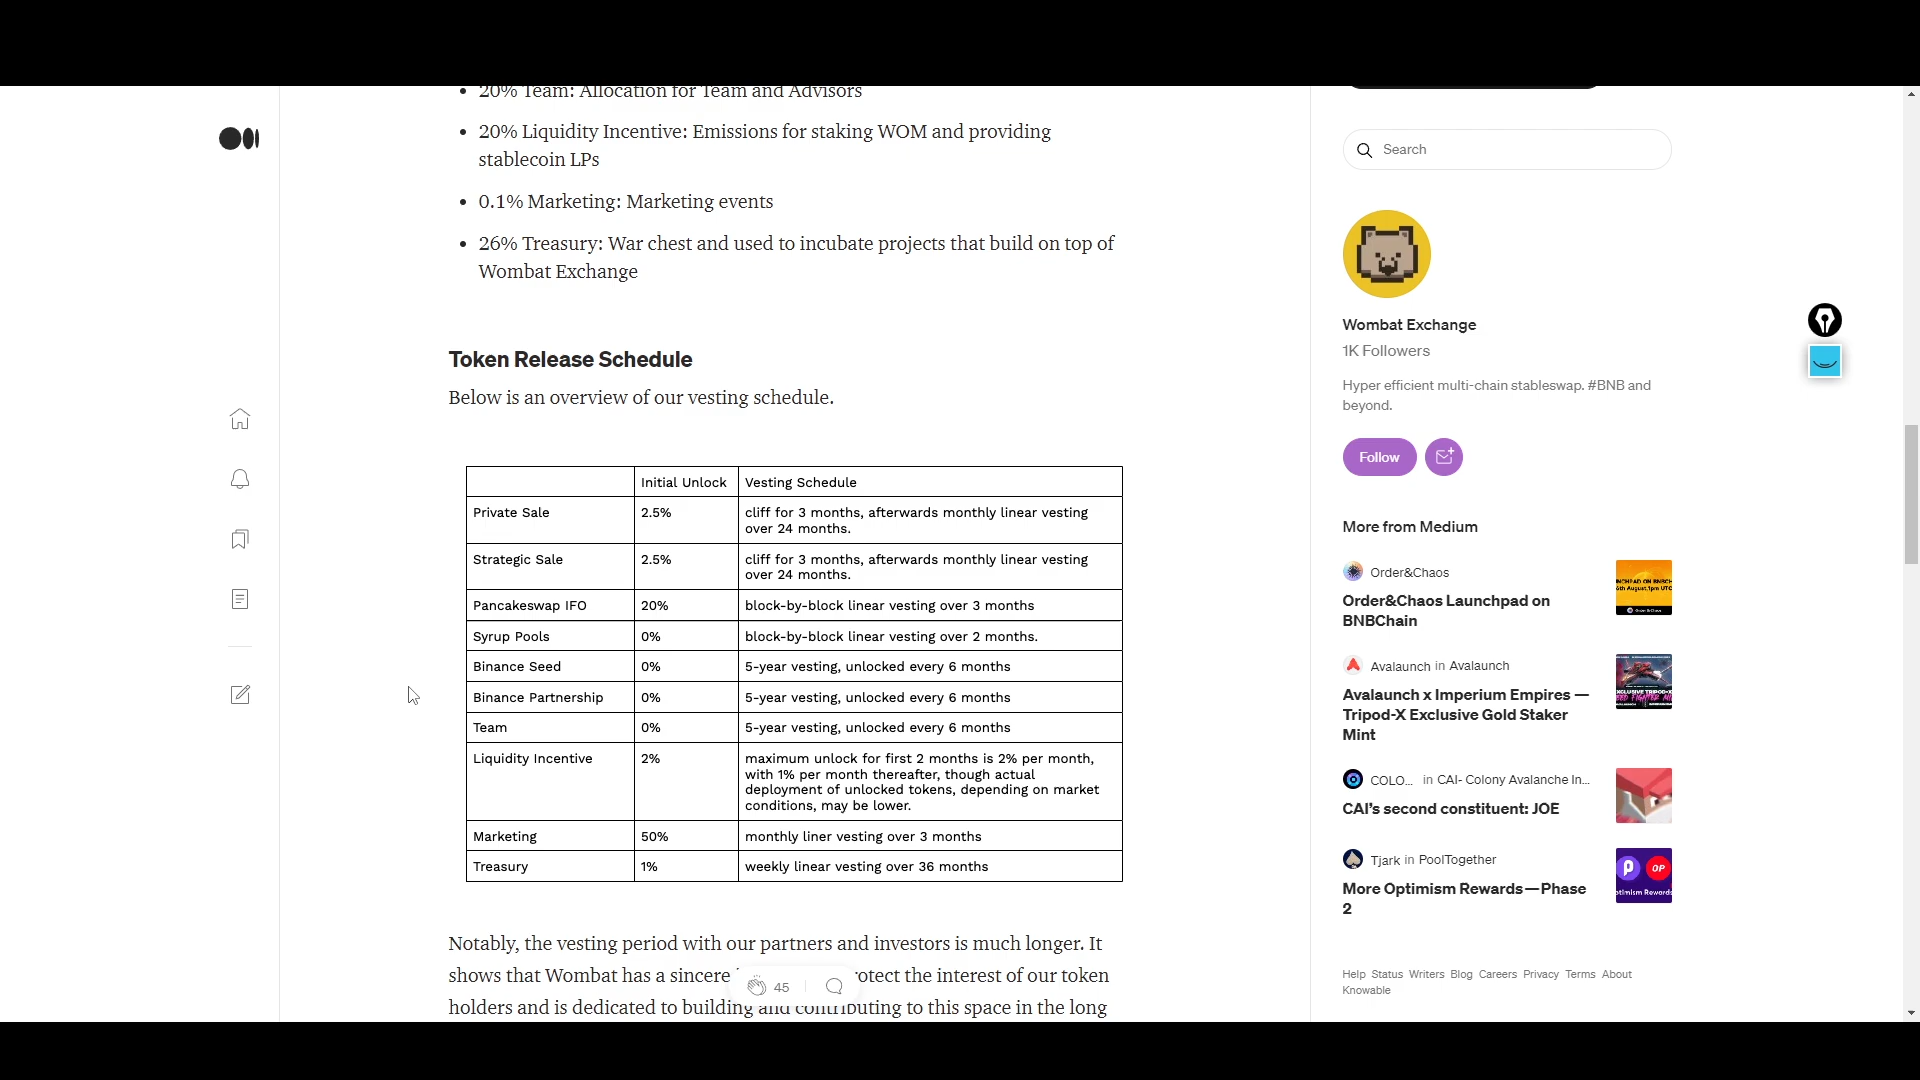 20% Team: Allocation for Team and Advisors
20% Liquidity Incentive: Emissions for staking WOM and providing
stablecoin LPs
0.1% Marketing: Marketing events
26% Treasury: War chest and used to incubate projects that build on top of
Wombat Exchange
Token Release Schedule
Below is an overview of our vesting schedule.
Initial Unlock Vesting Schedule
Private Sale 2.5% cliff for 3 months, afterwards monthly linear vesting
over 24 months.
Strategic Sale 2.5% cliff for 3 months, afterwards monthly linear vesting
over 24 months.
Pancakeswap IFO 20% block-by-block linear vesting over 3 months
Syrup Pools 0% block-by-block linear vesting over 2 months.
Binance Seed 0% 5-year vesting, unlocked every 6 months
Binance Partnership 0% 5-year vesting, unlocked every 6 months
Team 0% 5-year vesting, unlocked every 6 months
Liquidity Incentive 2% maximum unlock for first 2 months is 2% per month,
with 1% per month thereafter, though actual
deployment of unlocked tokens, depending on market
conditions, may be lower.
Marketing 50% monthly liner vesting over 3 months
Treasury 1% weekly linear vesting over 36 months
Notably, the vesting period with our partners and investors is much longer. It
shows that Wombat has a sincere otect the interest of our token
holders and is dedicated to building and contributing to this space in the long
45
Search
Wombat Exchange
1K Followers
Hyper efficient multi-chain stableswap. #BNB and
beyond.
Follow
More from Medium
Order&Chaos
Order&Chaos Launchpad on
BNBChain
Avalaunch in Avalaunch
Avalaunch x Imperium Empires —
Tripod-X Exclusive Gold Staker
Mint
COLO... in CAI- Colony Avalanche In...
CAI's second constituent: JOE
Tjark in PoolTogether
More Optimism Rewards — Phase
2
OP
Help Status Writers Blog Careers Privacy Terms About
Knowable